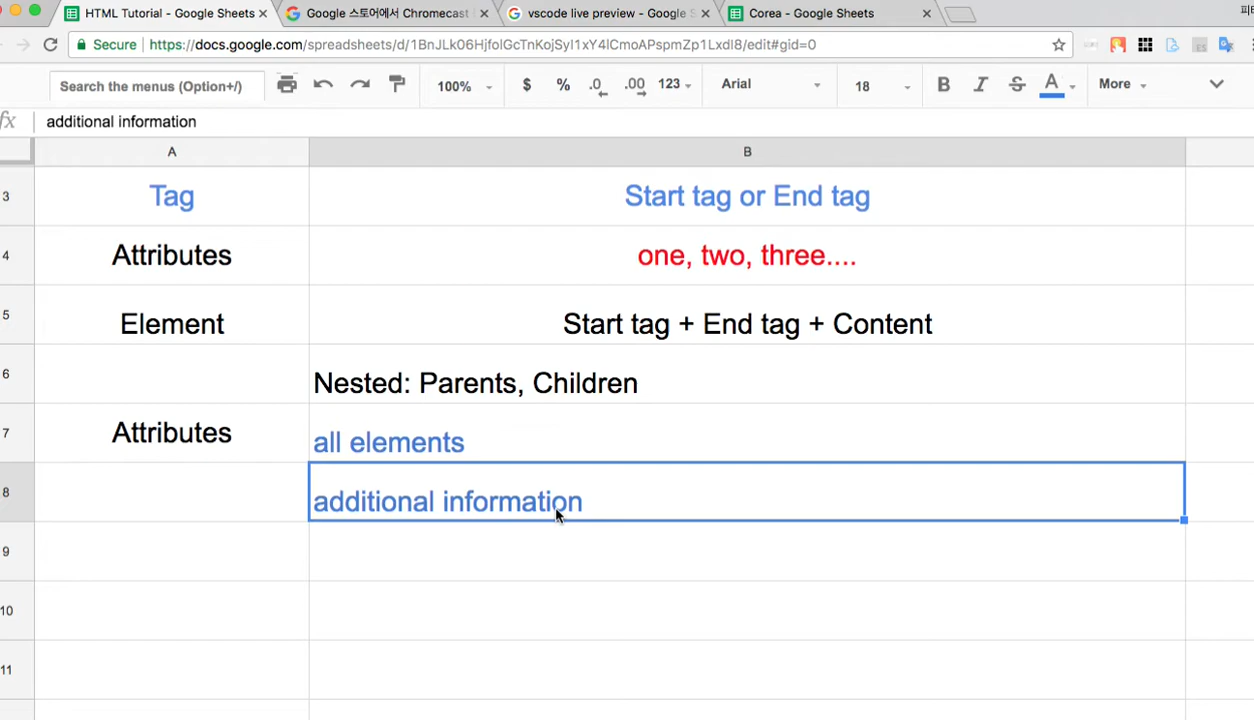 HTML Tutorial - Google Sheets
Google 스토어에서 Chromecast
vscode live preview - Google S
Corea - Google Sheets
Secure
https://docs.google.com/spreadsheets/d/1BnJLk06HjfolGcTnKojSyl1xY4lCmoAPspmZp1Lxdl8/edit#gid=0
Search the menus (Option+/)
100%
$ % .0 .00 123
Arial
18
B I S A
More
fx additional information
A B
3 Tag Start tag or End tag
4 Attributes one, two, three....
5 Element Start tag + End tag + Content
6 Nested: Parents, Children
7 Attributes all elements
8 additional information
9
10
11